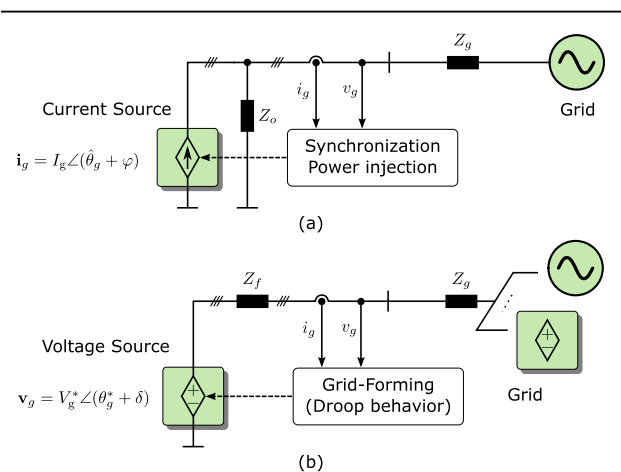 Z_g
i_g
v_g
Current Source
Z_o
Grid
Synchronization
Power injection
i_g = I_g∠(θ̂_g + φ)
(a)
Z_f
Z_g
i_g
v_g
Voltage Source
+
−
Grid-Forming
(Droop behavior)
+
−
Grid
v_g = V_g^*∠(θ_g^* + δ)
(b)